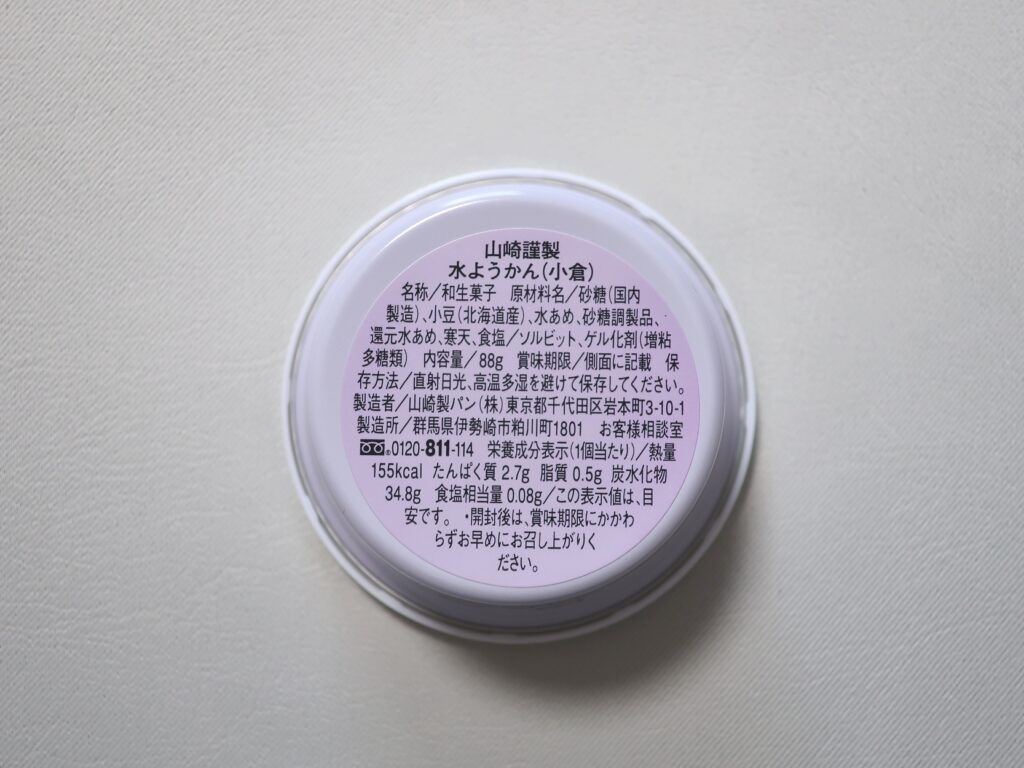 山崎謹製
水ようかん(小倉)
名称/和生菓子 原材料名/砂糖(国内
製造)、小豆(北海道産)、水あめ、砂糖調製品、
還元水あめ、寒天、食塩/ソルビット、ゲル化剤(増粘
多糖類) 内容量/88g 賞味期限/側面に記載 保
存方法/直射日光、高温多湿を避けて保存してください。
製造者/山崎製パン(株)東京都千代田区岩本町3-10-1
製造所/群馬県伊勢崎市粕川町1801 お客様相談室
0120-811-114 栄養成分表示(1個当たり)/熱量
155kcal たんぱく質 2.7g 脂質 0.5g 炭水化物
34.8g 食塩相当量 0.08g/この表示値は、目
安です。 ・開封後は、賞味期限にかかわ
らずお早めにお召し上がりく
ださい。